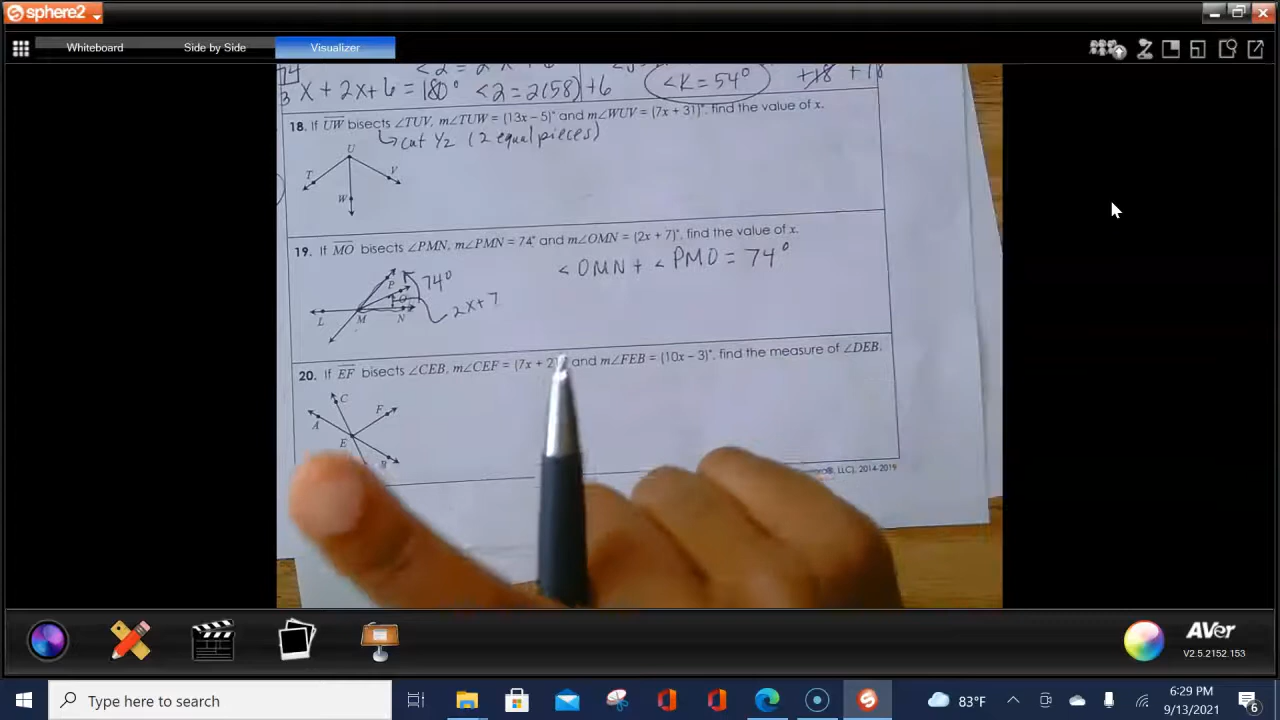 sphere2
Whiteboard
Side by Side
Visualizer
x + 2x + 6 = 180° <2 = 2(58) + 6
<K = 54°
+18 +18
18. If UW bisects ∠TUV, m∠TUW = (13x – 5)° and m∠WUV = (7x + 31)°, find the value of x.
cut 1/2 (2 equal pieces)
U
T
V
W
19. If MO bisects ∠PMN, m∠PMN = 74° and m∠OMN = (2x + 7)°, find the value of x.
< OMN + < PMO = 74°
P
74°
O
2x+7
L
M
N
20. If EF bisects ∠CEB, m∠CEF = (7x + 2 and m∠FEB = (10x – 3)°, find the measure of ∠DEB.
C
F
A
E
B
LLC), 2014-2019
AVer
V2.5.2152.153
Type here to search
83°F
6:29 PM
9/13/2021
6